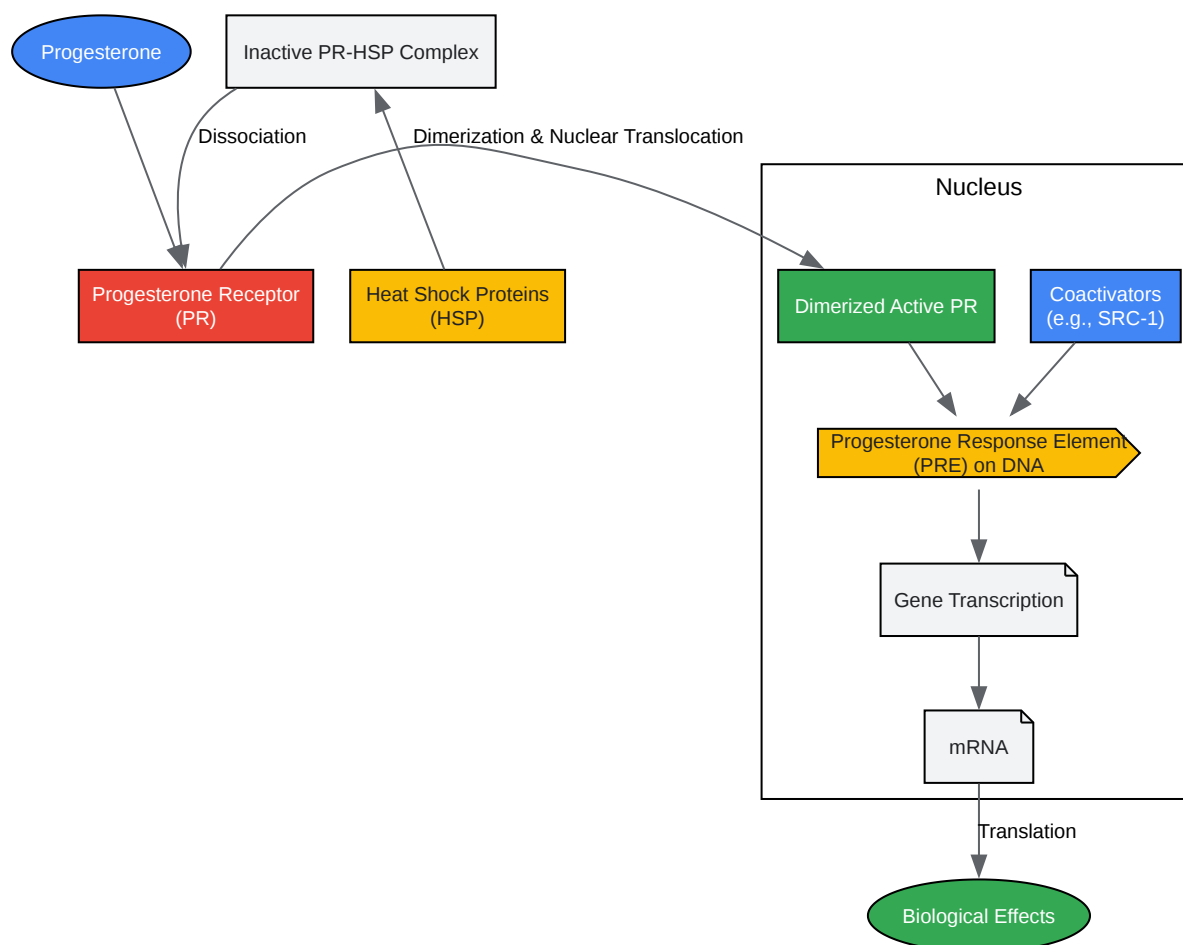 Progesterone
Inactive PR-HSP Complex
Dissociation
Dimerization & Nuclear Translocation
Nucleus
Progesterone Receptor
(PR)
Heat Shock Proteins
(HSP)
Dimerized Active PR
Coactivators
(e.g., SRC-1)
Progesterone Response Element
(PRE) on DNA
Gene Transcription
mRNA
Translation
Biological Effects